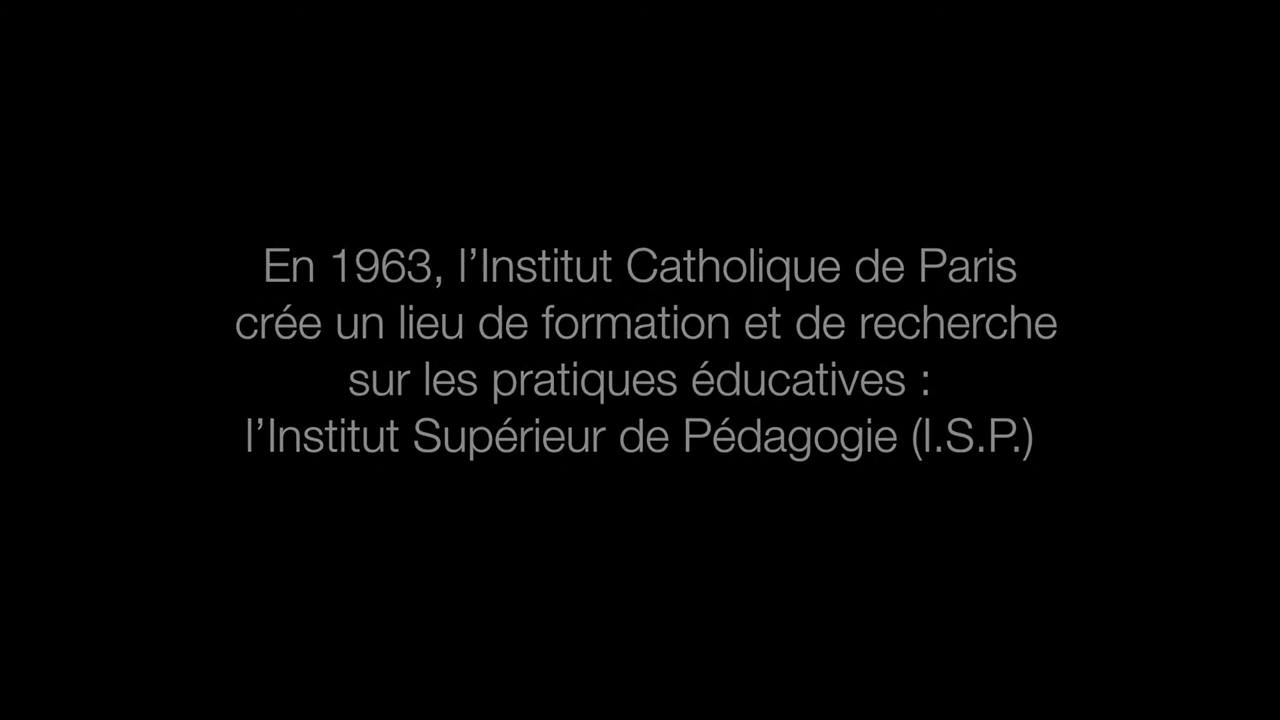 En 1963, l’Institut Catholique de Paris
crée un lieu de formation et de recherche
sur les pratiques éducatives :
l’Institut Supérieur de Pédagogie (I.S.P.)